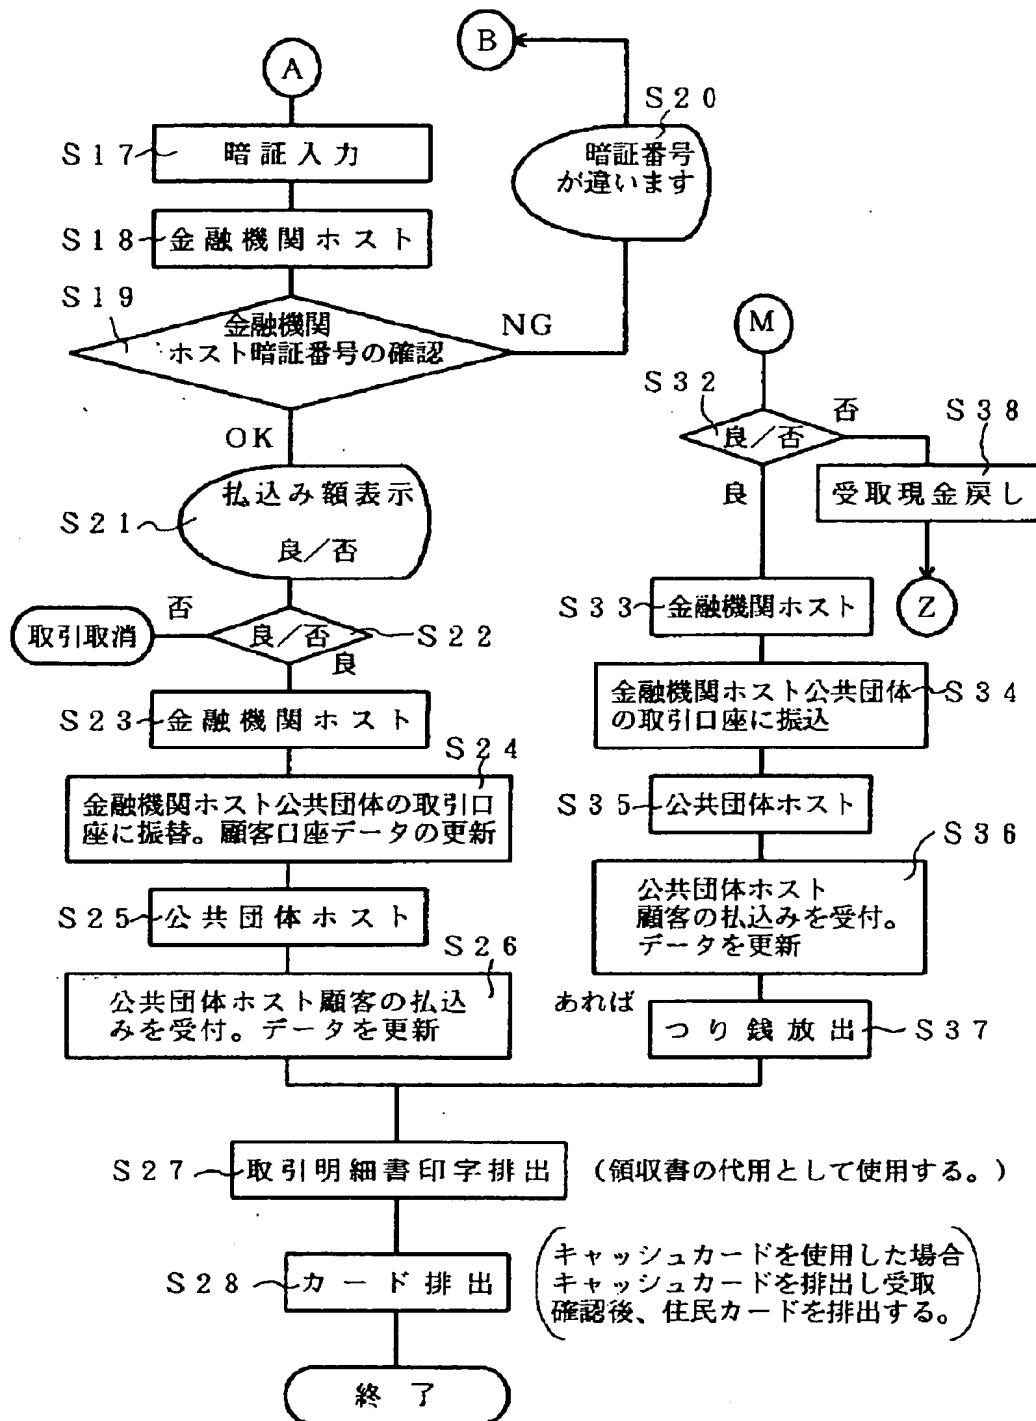 A
S17
暗証入力
S18
金融機関ホスト
S19
金融機関
ホスト暗証番号の確認
NG
OK
B
S20
暗証番号
が違います
S21
払込み額表示
良/否
S22
良/否
否
良
取引取消
S23
金融機関ホスト
S24
金融機関ホスト公共団体の取引口
座に振替。顧客口座データの更新
S25
公共団体ホスト
S26
公共団体ホスト顧客の払込
みを受付。データを更新
M
S32
良/否
否
良
S38
受取現金戻し
Z
S33
金融機関ホスト
S34
金融機関ホスト公共団体
の取引口座に振込
S35
公共団体ホスト
S36
公共団体ホスト
顧客の払込みを受付。
データを更新
あれば
つり銭放出
S37
S27
取引明細書印字排出
(領収書の代用として使用する。)
S28
カード排出
(キャッシュカードを使用した場合
キャッシュカードを排出し受取
確認後、住民カードを排出する。)
終了